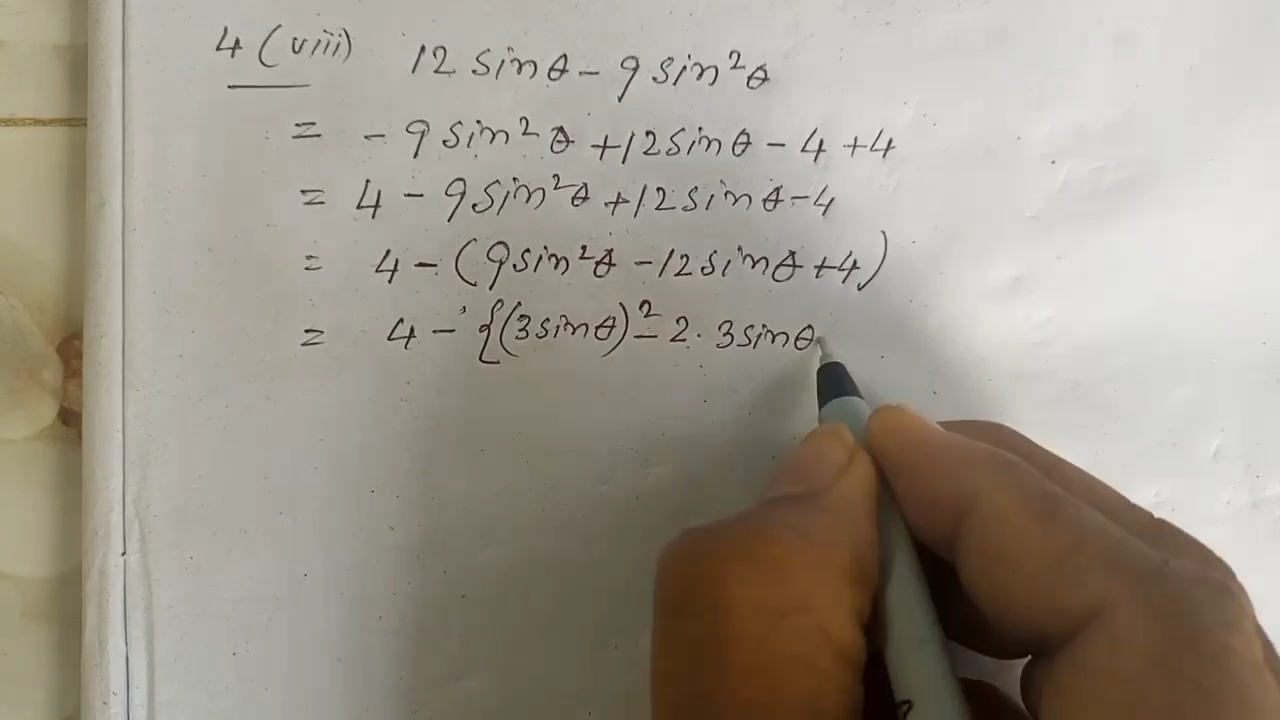 4 (viii) 12 sinθ - 9 sin²θ
= - 9 sin²θ + 12 sinθ - 4 + 4
= 4 - 9 sin²θ + 12 sinθ - 4
= 4 - (9 sin²θ - 12 sinθ + 4)
= 4 - {(3 sinθ)² - 2 · 3 sinθ